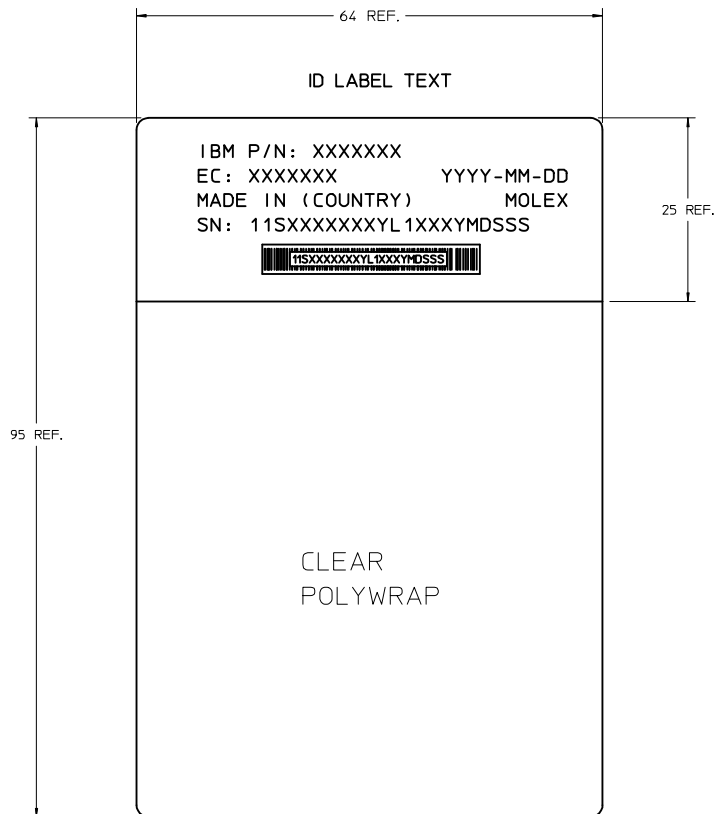 64 REF.
ID LABEL TEXT
IBM P/N: XXXXXXX
EC: XXXXXXX YYYY-MM-DD
MADE IN (COUNTRY) MOLEX
SN: 11SXXXXXXXYL1XXXYMDSSS
11SXXXXXXXYL1XXXYMDSSS
25 REF.
95 REF.
CLEAR
POLYWRAP